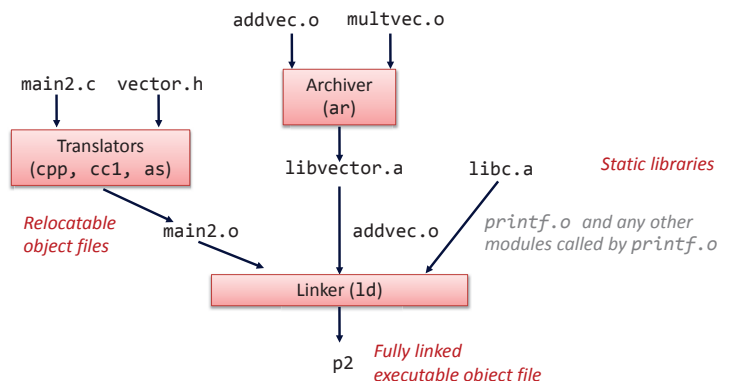 addvec.o multvec.o
main2.c vector.h
Archiver
(ar)
Translators
(cpp, cc1, as)
libvector.a
libc.a
Static libraries
Relocatable
object files
main2.o
addvec.o
printf.o and any other
modules called by printf.o
Linker (ld)
p2
Fully linked
executable object file